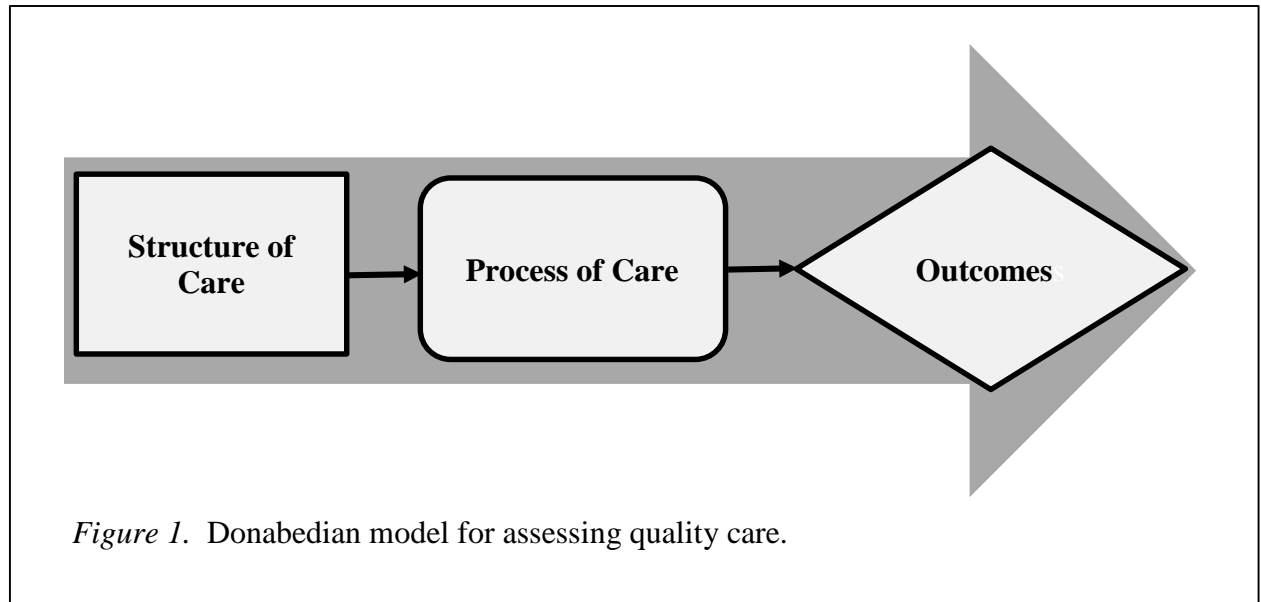 Structure of
Care
Process of Care
Outcomes
Figure 1. Donabedian model for assessing quality care.